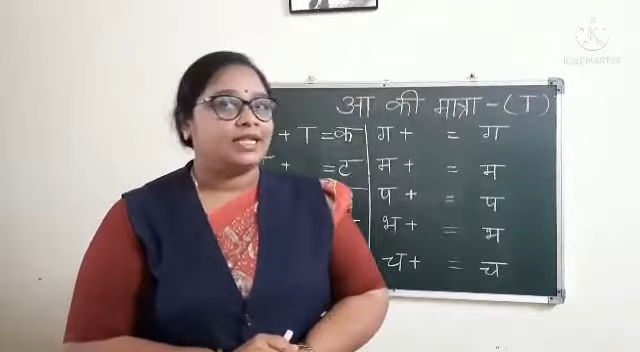 आ की मात्रा - (ा)
+ ा = क ग + = ग
+ = ट म + = म
प + = प
भ + = भ
च + = च
KINEMASTER